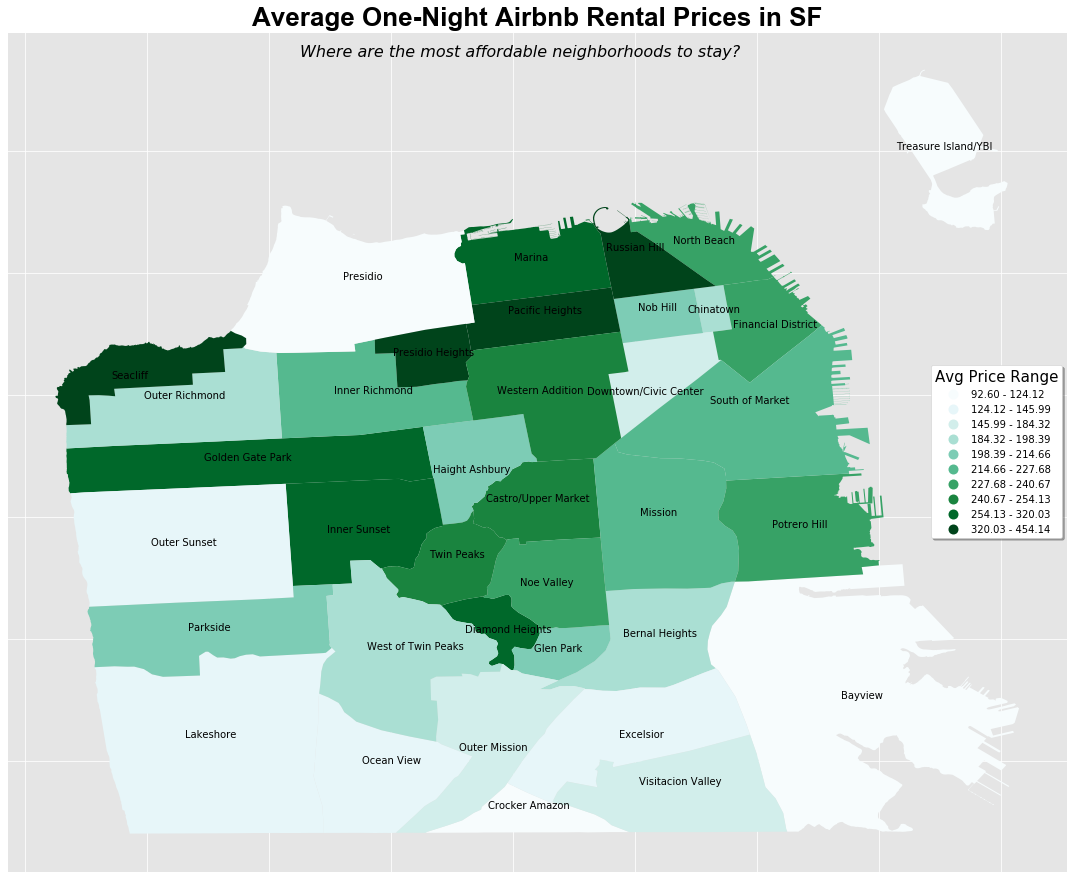 Average One-Night Airbnb Rental Prices in SF
Where are the most affordable neighborhoods to stay?
Treasure Island/YBI
North Beach
Russian Hill
Marina
Presidio
Nob Hill
Chinatown
Pacific Heights
Financial District
Presidio Heights
Seacliff
Outer Richmond
Inner Richmond
Western Addition
Downtown/Civic Center
South of Market
Avg Price Range
92.60 - 124.12
124.12 - 145.99
145.99 - 184.32
184.32 - 198.39
198.39 - 214.66
214.66 - 227.68
227.68 - 240.67
240.67 - 254.13
254.13 - 320.03
320.03 - 454.14
Golden Gate Park
Haight Ashbury
Castro/Upper Market
Mission
Potrero Hill
Inner Sunset
Outer Sunset
Twin Peaks
Noe Valley
Parkside
Diamond Heights
Bernal Heights
West of Twin Peaks
Glen Park
Bayview
Lakeshore
Excelsior
Outer Mission
Ocean View
Visitacion Valley
Crocker Amazon